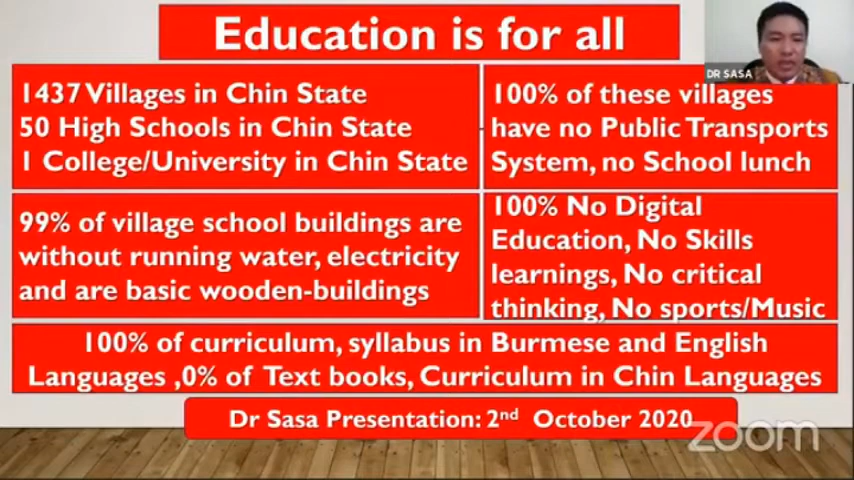 Education is for all
DR SASA
1437 Villages in Chin State
50 High Schools in Chin State
1 College/University in Chin State
100% of these villages
have no Public Transports
System, no School lunch
99% of village school buildings are
without running water, electricity
and are basic wooden-buildings
100% No Digital
Education, No Skills
learnings, No critical
thinking, No sports/Music
100% of curriculum, syllabus in Burmese and English
Languages ,0% of Text books, Curriculum in Chin Languages
Dr Sasa Presentation: 2nd October 2020
zoom